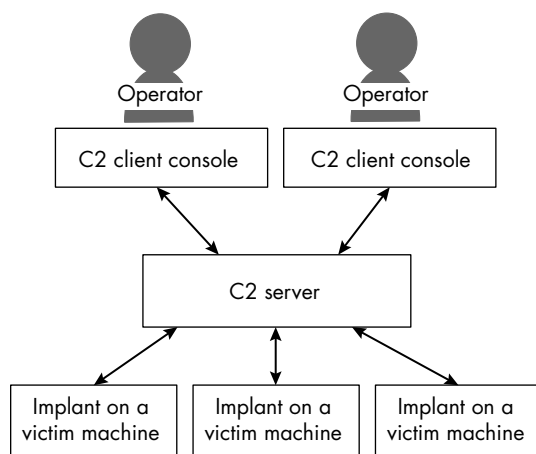 Operator
Operator
C2 client console
C2 client console
C2 server
Implant on a
victim machine
Implant on a
victim machine
Implant on a
victim machine